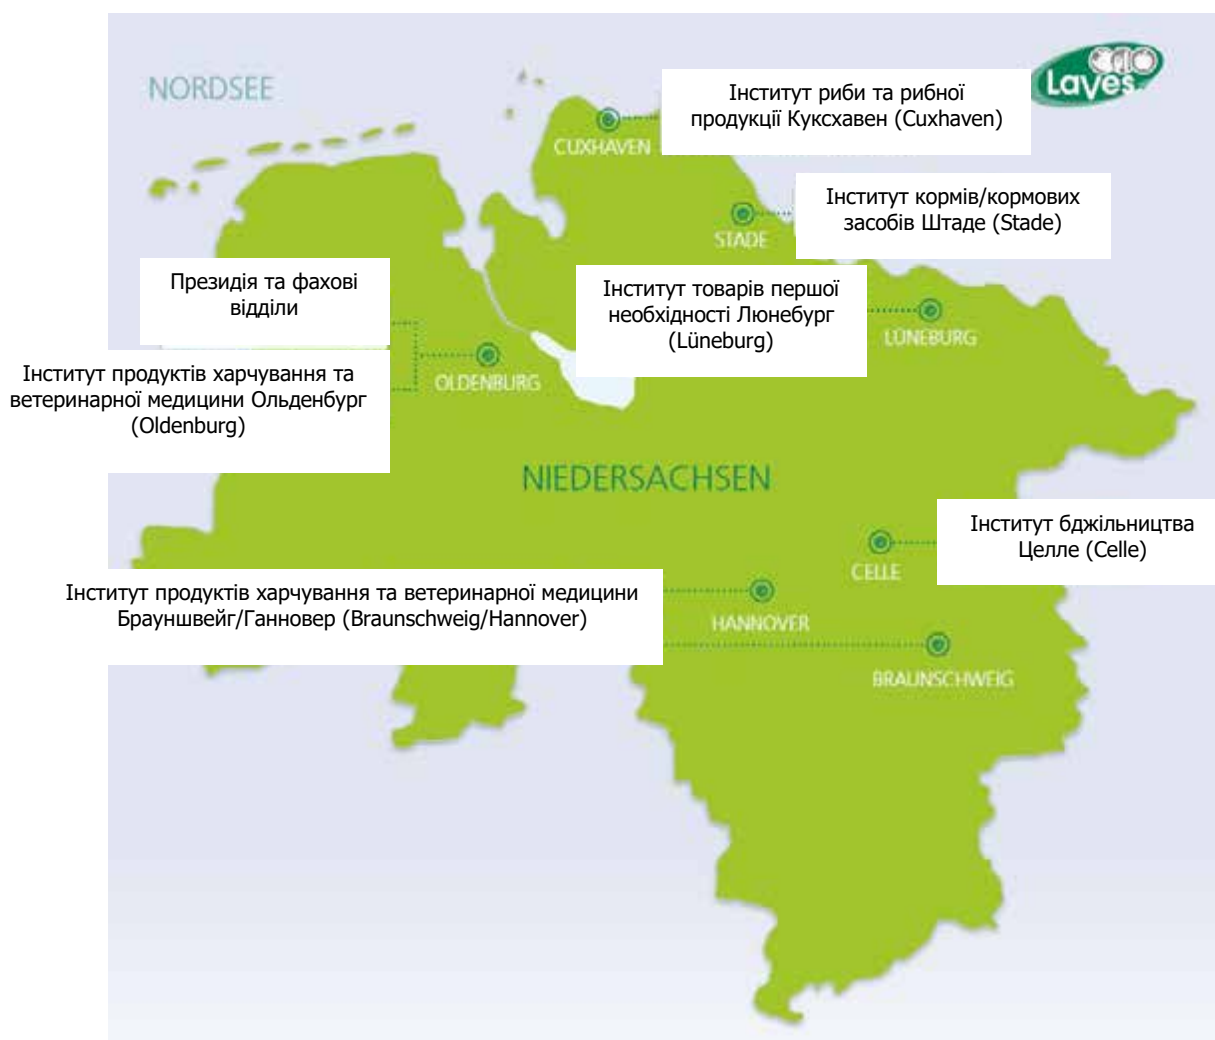 NORDSEE
Laves
Інститут риби та рибної
продукції Куксхавен (Cuxhaven)
CUXHAVEN
Інститут кормів/кормових
засобів Штаде (Stade)
STADE
Президія та фахові
відділи
Інститут товарів першої
необхідності Люнебург
(Lüneburg)
LÜNEBURG
Інститут продуктів харчування та
ветеринарної медицини Ольденбург
(Oldenburg)
OLDENBURG
NIEDERSACHSEN
Інститут бджільництва
Целле (Celle)
CELLE
Інститут продуктів харчування та ветеринарної медицини
Брауншвейг/Ганновер (Braunschweig/Hannover)
HANNOVER
BRAUNSCHWEIG